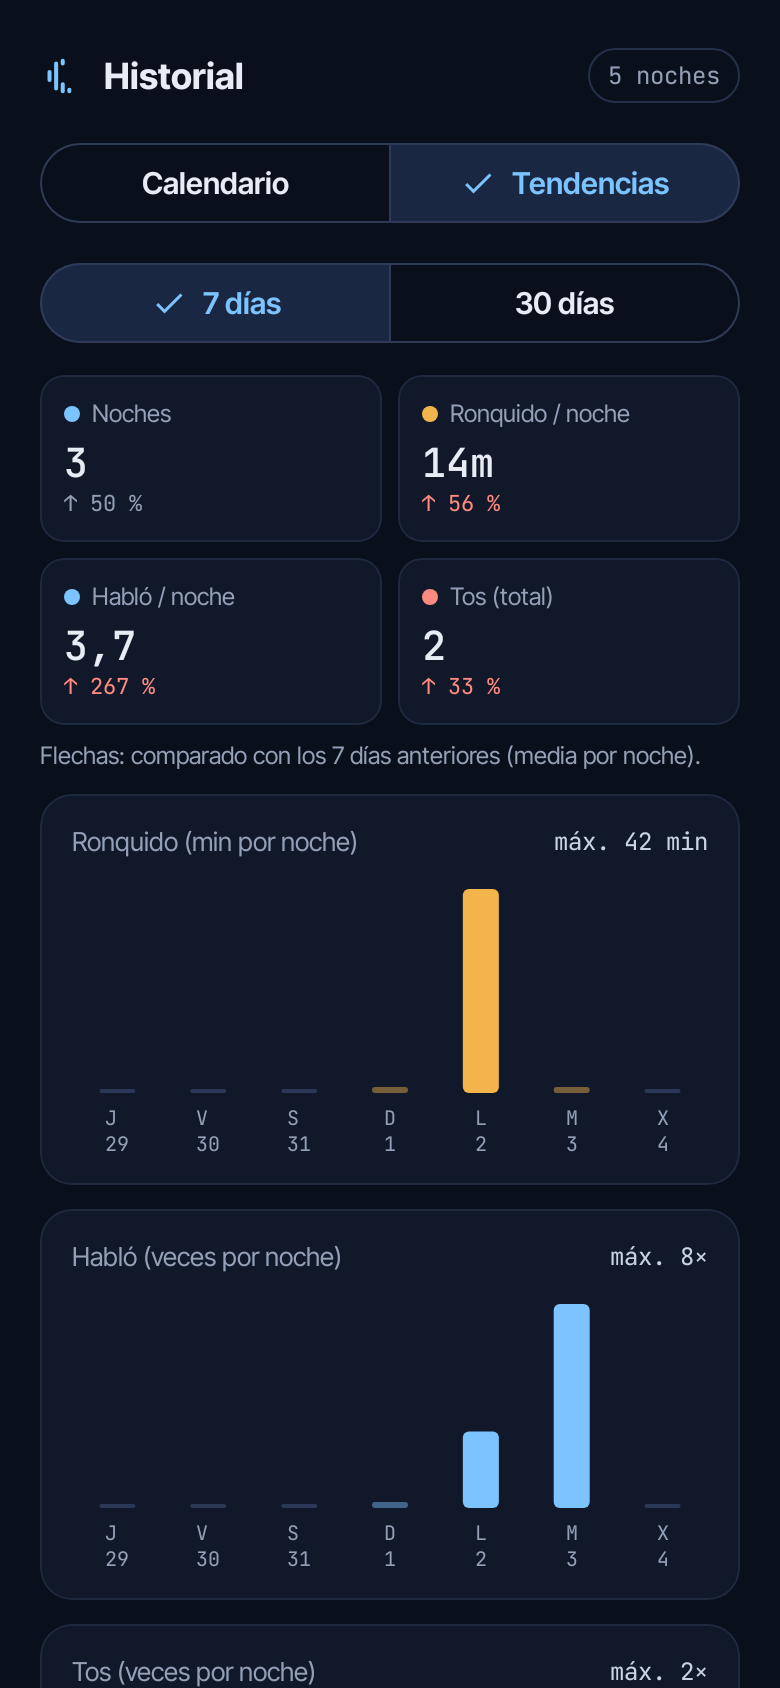 Historial
5 noches
Calendario
Tendencias
7 días
30 días
Noches
3
↑ 50 %
Ronquido / noche
14m
↑ 56 %
Habló / noche
3,7
↑ 267 %
Tos (total)
2
↑ 33 %
Flechas: comparado con los 7 días anteriores (media por noche).
Ronquido (min por noche)
máx. 42 min
J V S D L M X
29 30 31 1 2 3 4
Habló (veces por noche)
máx. 8×
J V S D L M X
29 30 31 1 2 3 4
Tos (veces por noche)
máx. 2×